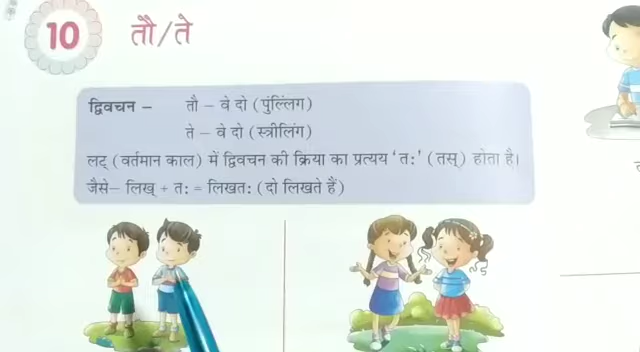 10 तौ/ते
द्विवचन – तौ – वे दो (पुंल्लिग)
ते – वे दो (स्त्रीलिंग)
लट् (वर्तमान काल) में द्विवचन की क्रिया का प्रत्यय ‘तः’ (तस्) होता है।
जैसे– लिख् + तः = लिखतः (दो लिखते हैं)